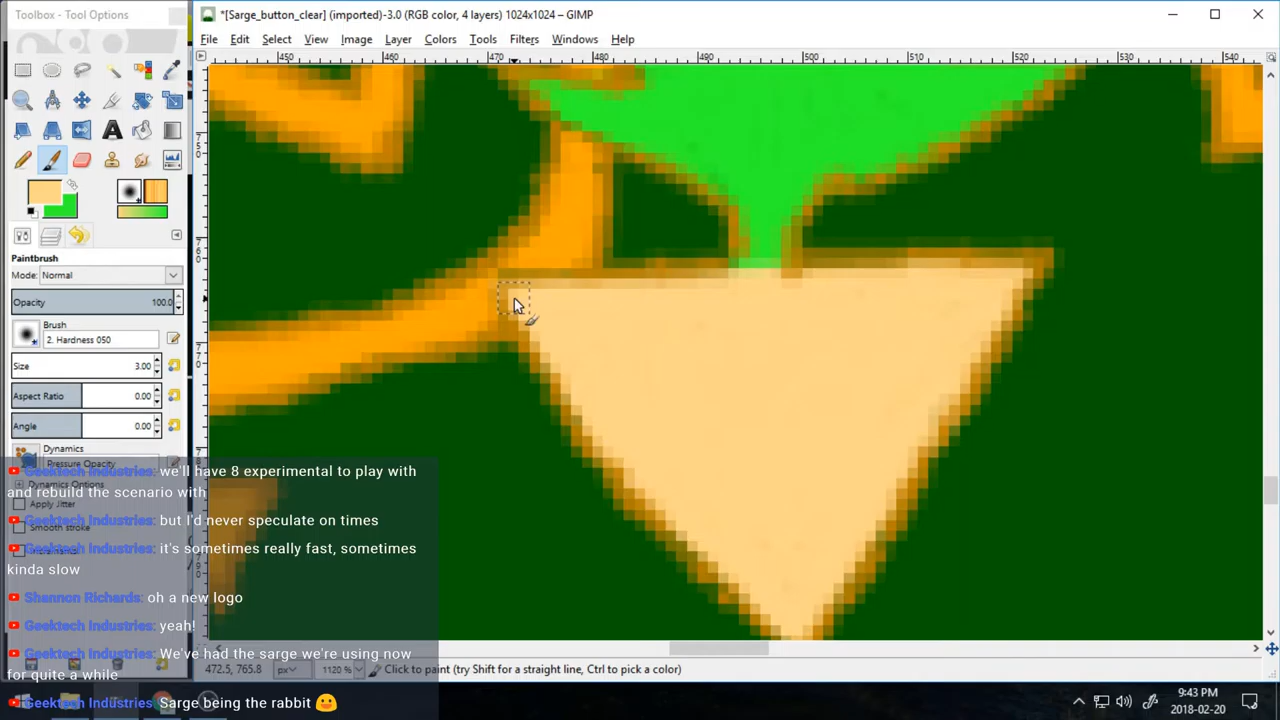 Toolbox - Tool Options
*[Sarge_button_clear] (imported)-3.0 (RGB color, 4 layers) 1024x1024 – GIMP
File Edit Select View Image Layer Colors Tools Filters Windows Help
450 460 470 480 490 500 510 520 530 540
Paintbrush
Mode: Normal
Opacity 100.0
Brush
2. Hardness 050
Size 3.00
Aspect Ratio 0.00
Angle 0.00
Dynamics
Pressure Opacity
Dynamics Options
Apply Jitter
Smooth stroke
Geektech Industries: we'll have 8 experimental to play with
and rebuild the scenario with
Geektech Industries: but I'd never speculate on times
Geektech Industries: it's sometimes really fast, sometimes
kinda slow
Shannon Richards: oh a new logo
Geektech Industries: yeah!
Geektech Industries: We've had the sarge we're using now
for quite a while
Geektech Industries: Sarge being the rabbit
472.5, 765.8 px 1120 % Click to paint (try Shift for a straight line, Ctrl to pick a color)
9:43 PM
2018-02-20